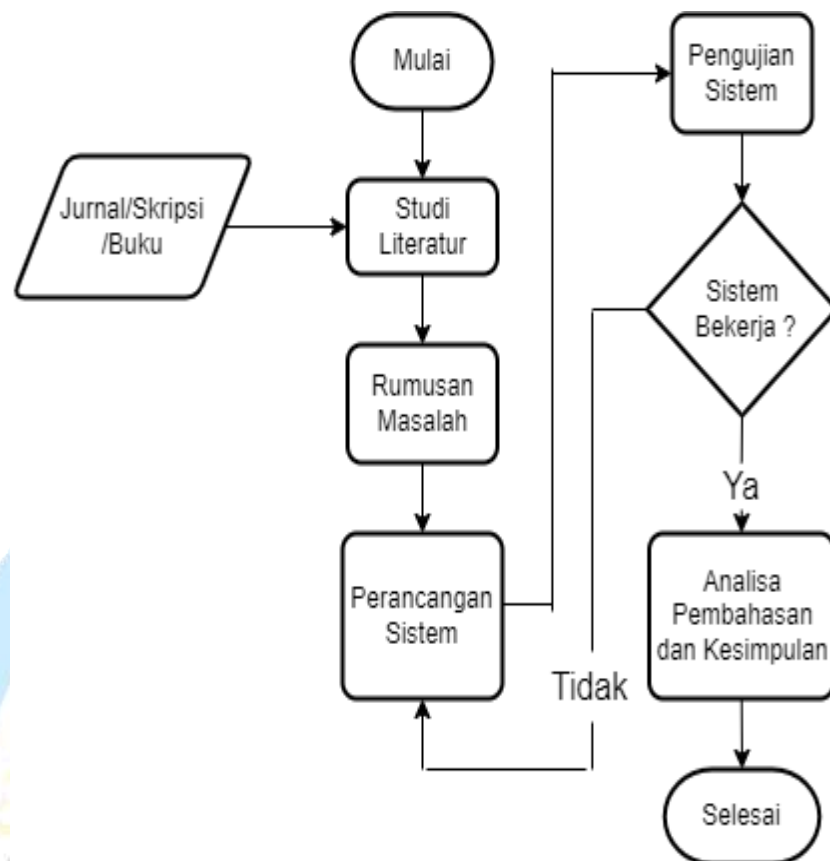 Mulai
Jurnal/Skripsi
/Buku
Studi
Literatur
Rumusan
Masalah
Perancangan
Sistem
Pengujian
Sistem
Sistem
Bekerja ?
Tidak
Ya
Analisa
Pembahasan
dan Kesimpulan
Selesai